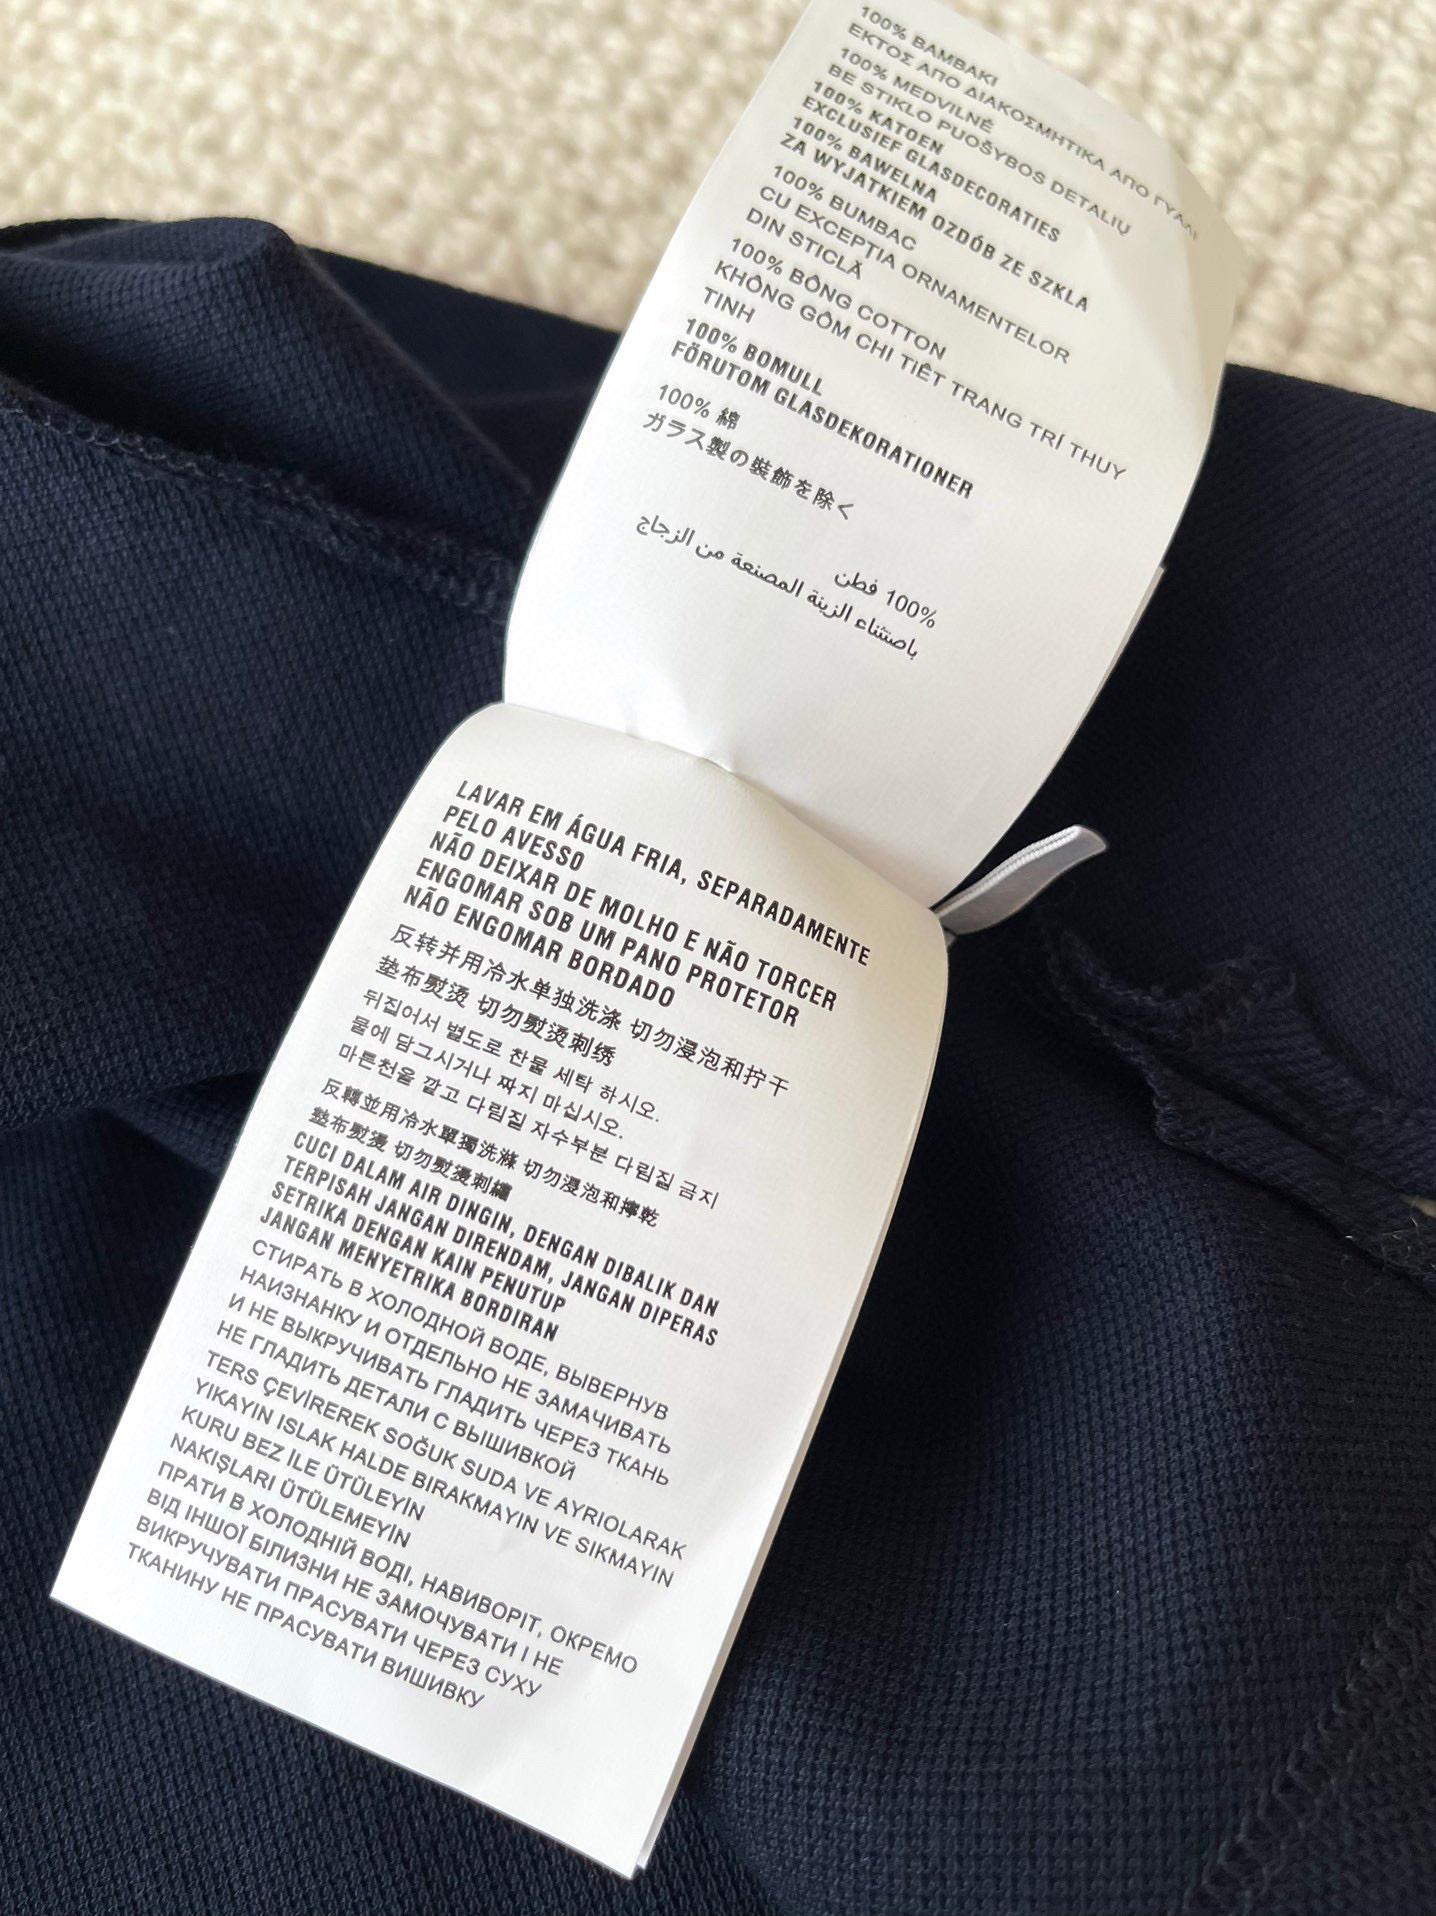 100% BAMBAKI
ΕΚΤΟΣ ΑΠΟ ΔΙΑΚΟΣΜΗΤΙΚΑ ΑΠΟ ΓΥΑΛΙ
100% MEDVILNĖ
BE STIKLO PUOŠYBOS DETALIŲ
100% KATOEN
EXCLUSIEF GLASDECORATIES
100% BAWELNA
ZA WYJATKIEM OZDÓB ZE SZKLA
100% BUMBAC
CU EXCEPȚIA ORNAMENTELOR
DIN STICLĂ
100% BÔNG COTTON
KHÔNG GÔM CHI TIÊT TRANG TRÍ THUY
TINH
100% BOMULL
FÖRUTOM GLASDEKORATIONER
100% 綿
ガラス製の装飾を除く
100% قطن
باصتثناء الزينة المصنعة من الزجاج
LAVAR EM ÁGUA FRIA, SEPARADAMENTE
PELO AVESSO
NÃO DEIXAR DE MOLHO E NÃO TORCER
ENGOMAR SOB UM PANO PROTETOR
NÃO ENGOMAR BORDADO
反转并用冷水单独洗涤 切勿浸泡和拧干
垫布熨烫 切勿熨烫刺绣
뒤집어서 별도로 찬물 세탁 하시오.
물에 담그시거나 짜지 마십시오.
마른천을 깔고 다림질 자수부분 다림질 금지
反轉並用冷水單獨洗滌 切勿浸泡和擰乾
墊布熨燙 切勿熨燙刺繡
CUCI DALAM AIR DINGIN, DENGAN DIBALIK DAN
TERPISAH JANGAN DIRENDAM, JANGAN DIPERAS
SETRIKA DENGAN KAIN PENUTUP
JANGAN MENYETRIKA BORDIRAN
СТИРАТЬ В ХОЛОДНОЙ ВОДЕ, ВЫВЕРНУВ
НАИЗНАНКУ И ОТДЕЛЬНО НЕ ЗАМАЧИВАТЬ
И НЕ ВЫКРУЧИВАТЬ ГЛАДИТЬ ЧЕРЕЗ ТКАНЬ
НЕ ГЛАДИТЬ ДЕТАЛИ С ВЫШИВКОЙ
TERS ÇEVİREREK SOĞUK SUDA VE AYRIOLARAK
YIKAYIN ISLAK HALDE BIRAKMAYIN VE SIKMAYIN
KURU BEZ İLE ÜTÜLEYIN
NAKIŞLARI ÜTÜLEMEYIN
ПРАТИ В ХОЛОДНІЙ ВОДІ, НАВИВОРІТ, ОКРЕМО
ВІД ІНШОЇ БІЛИЗНИ НЕ ЗАМОЧУВАТИ І НЕ
ВИКРУЧУВАТИ ПРАСУВАТИ ЧЕРЕЗ СУХУ
ТКАНИНУ НЕ ПРАСУВАТИ ВИШИВКУ